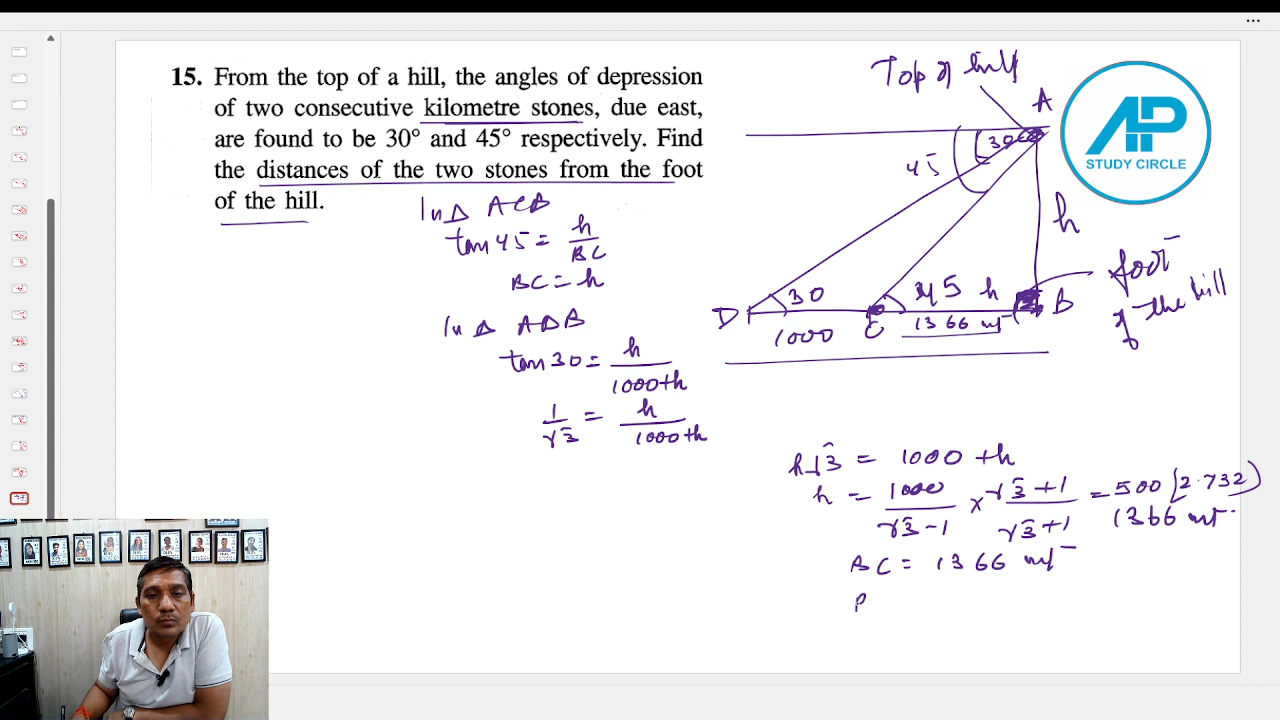 15. From the top of a hill, the angles of depression
of two consecutive kilometre stones, due east,
are found to be 30° and 45° respectively. Find
the distances of the two stones from the foot
of the hill.
In Δ ACB
tan 45 = h/BC
BC = h
In Δ ADB
tan 30 = h/1000+h
1/√3 = h/1000+h
Top of hill
A
30
45
h
D
30
1000
C
45
h
1366 mt
B
foot
of the hill
AP
STUDY CIRCLE
h√3 = 1000 + h
h = 1000/√3-1 × √3+1/√3+1 = 500 (2.732)
1366 mt.
BC = 1366 mt